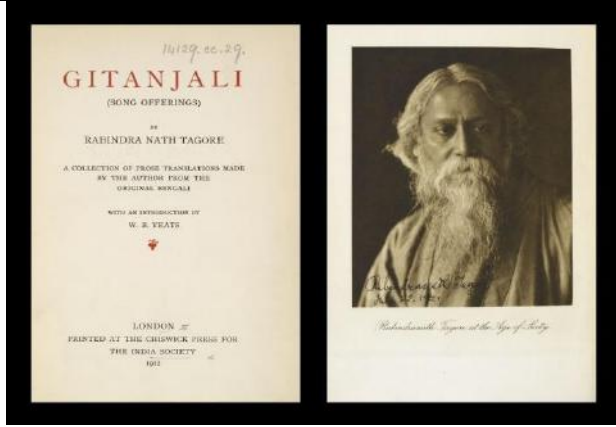 14129.cc.29.
GITANJALI
(SONG OFFERINGS)
BY
RABINDRA NATH TAGORE
A COLLECTION OF PROSE TRANSLATIONS MADE
BY THE AUTHOR FROM THE
ORIGINAL BENGALI
WITH AN INTRODUCTION BY
W. B. YEATS
LONDON
PRINTED AT THE CHISWICK PRESS FOR
THE INDIA SOCIETY
1912
Rabindranath Tagore
Rabindranath Tagore at the Age of Sixty